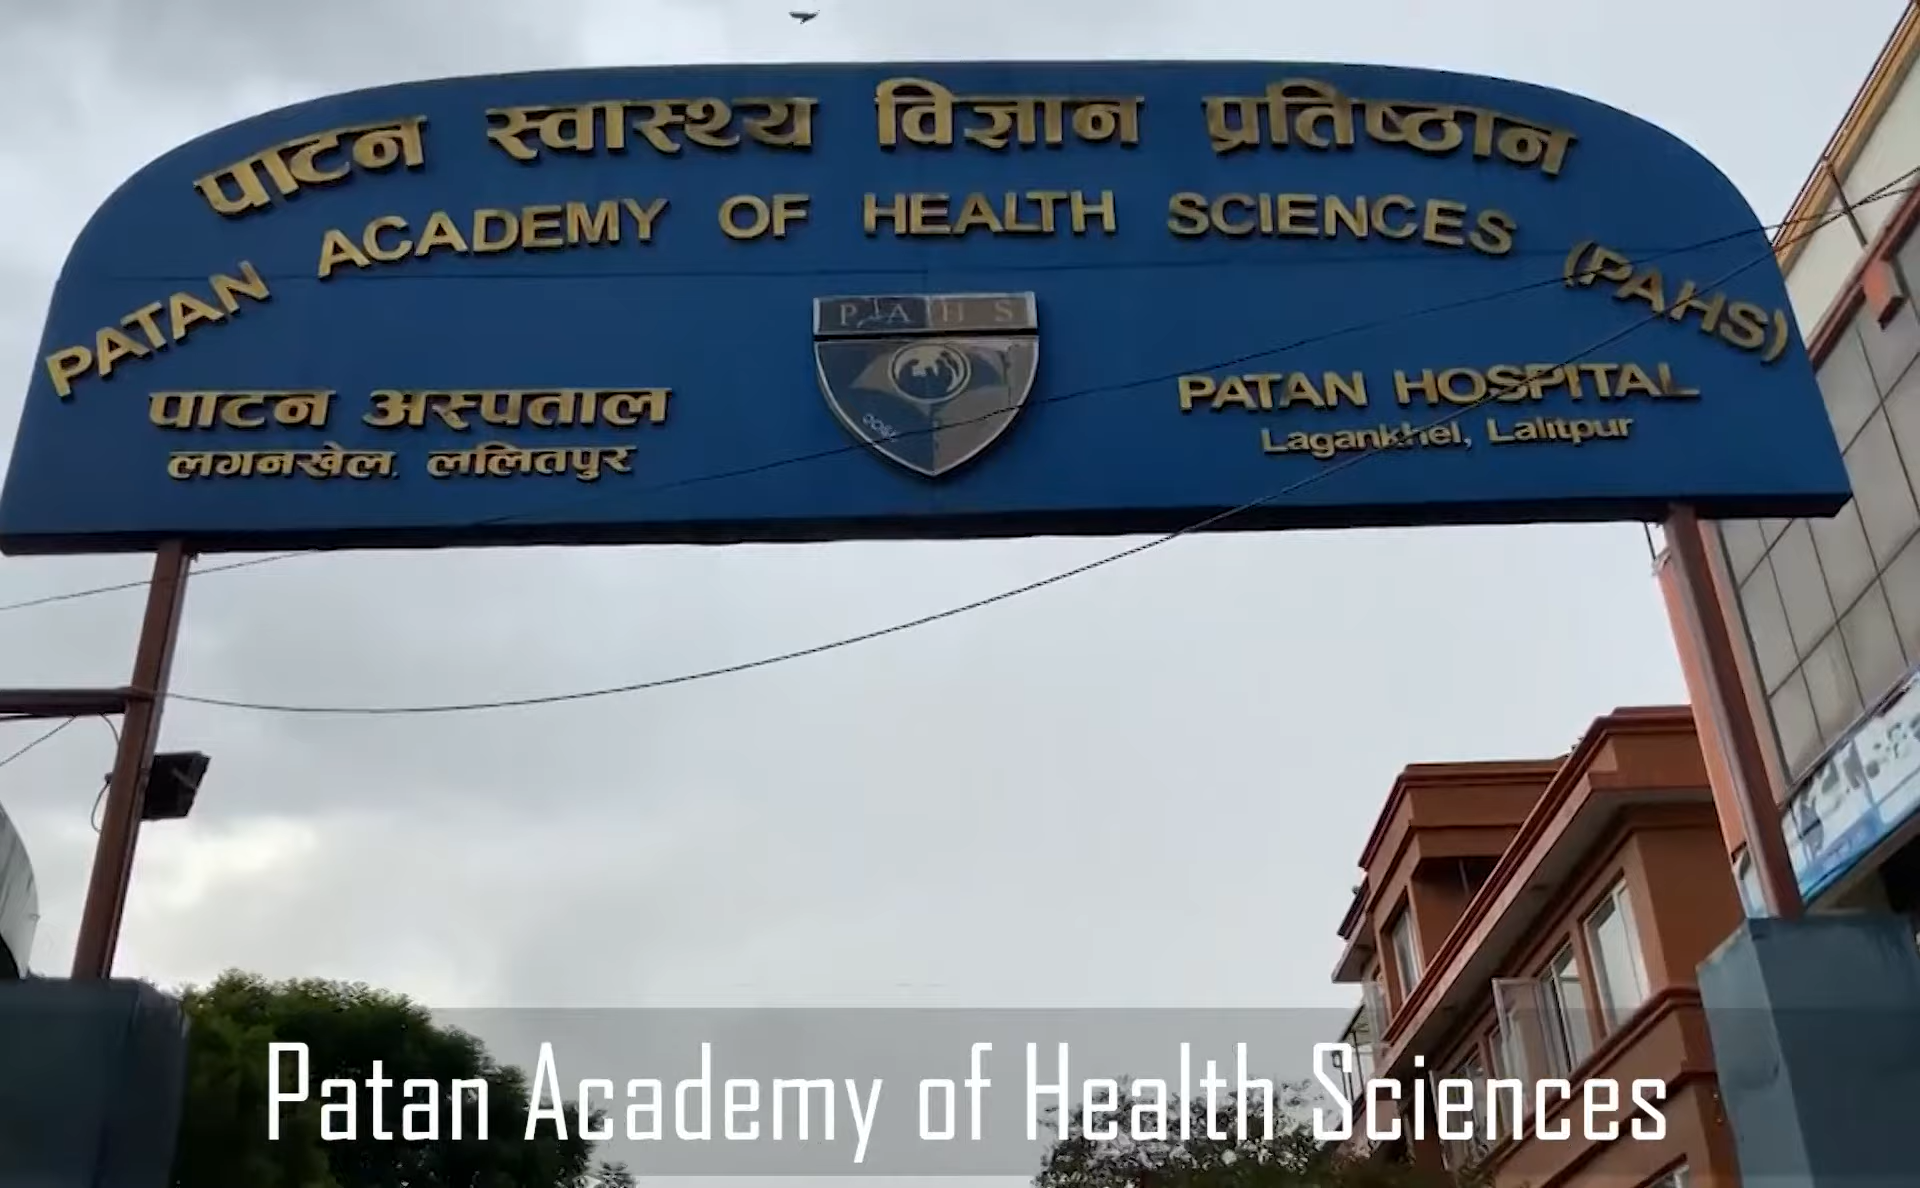 पाटन स्वास्थ्य विज्ञान प्रतिष्ठान
PATAN ACADEMY OF HEALTH SCIENCES (PAHS)
PAHS
पाटन अस्पताल
लगनखेल, ललितपुर
PATAN HOSPITAL
Lagankhel, Lalitpur
Patan Academy of Health Sciences